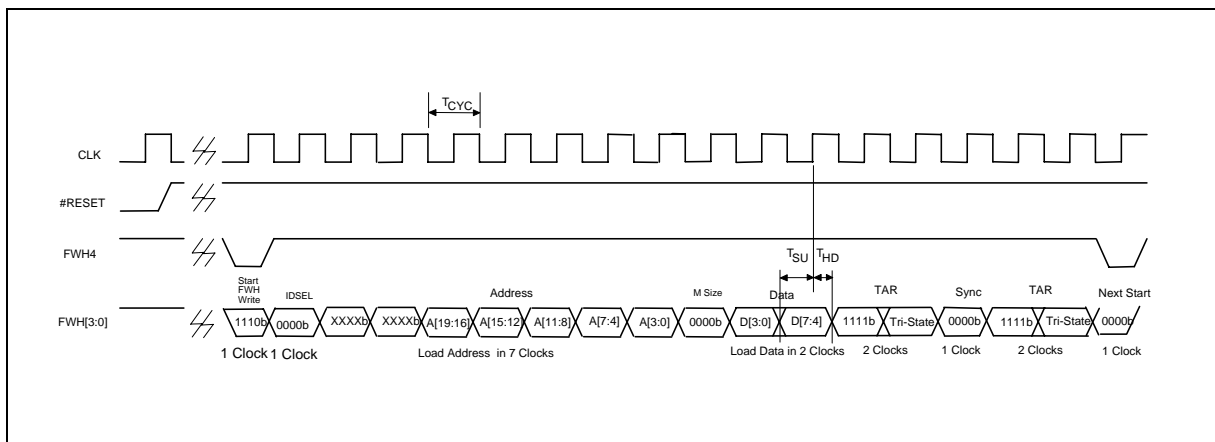 TCYC
CLK
#RESET
FWH4
TSU THD
Start
FWH
Write
IDSEL
Address
M Size
Data
TAR
Sync
TAR
Next Start
FWH[3:0]
1110b 0000b XXXXb XXXXb A[19:16] A[15:12] A[11:8] A[7:4] A[3:0] 0000b D[3:0] D[7:4] 1111b Tri-State 0000b 1111b Tri-State 0000b
1 Clock 1 Clock Load Address in 7 Clocks Load Data in 2 Clocks 2 Clocks 1 Clock 2 Clocks 1 Clock